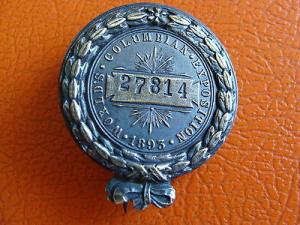 WORLD'S · COLUMBIAN · EXPOSITION
27814
· 1893 ·